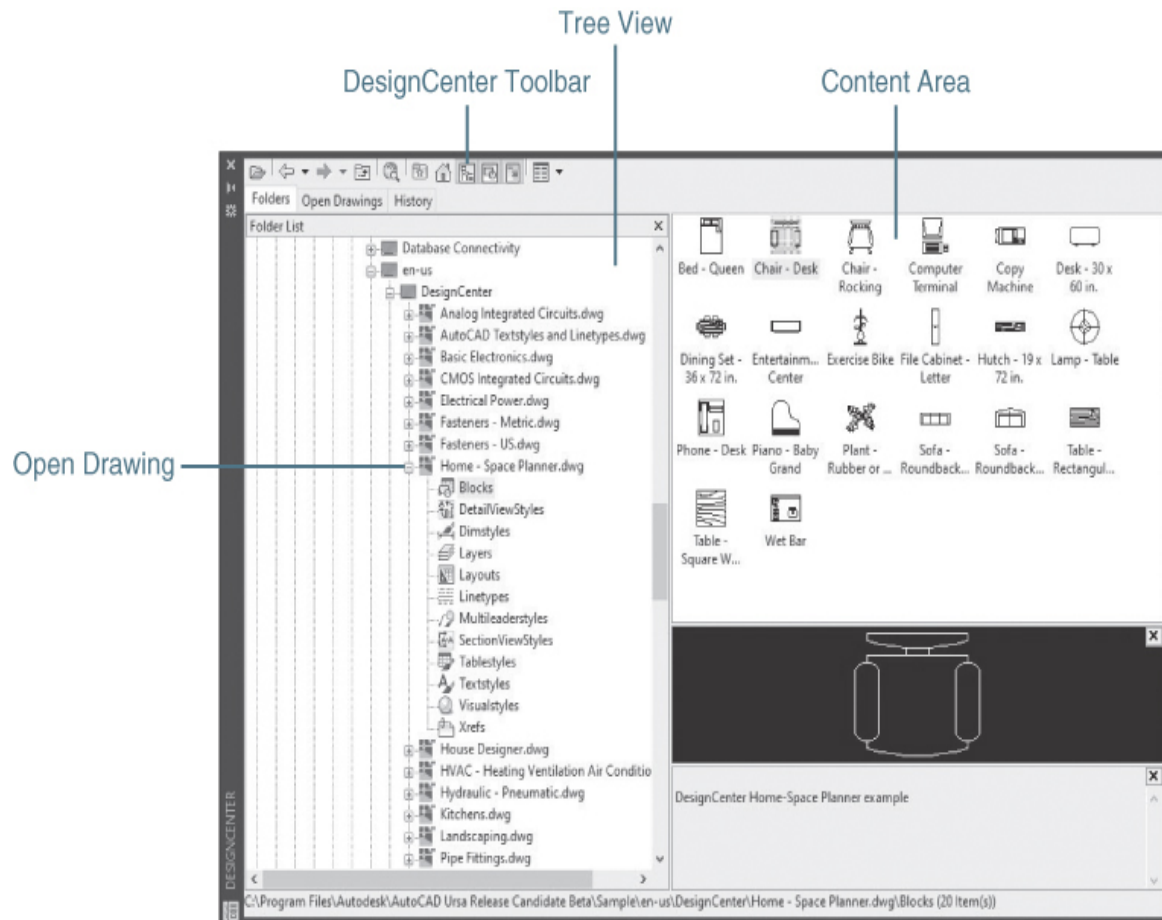 Tree View
DesignCenter Toolbar
Content Area
Folders Open Drawings History
Folder List
Database Connectivity
en-us
DesignCenter
Analog Integrated Circuits.dwg
AutoCAD Textstyles and Linetypes.dwg
Basic Electronics.dwg
CMOS Integrated Circuits.dwg
Electrical Power.dwg
Fasteners - Metric.dwg
Fasteners - US.dwg
Open Drawing
Home - Space Planner.dwg
Blocks
DetailViewStyles
Dimstyles
Layers
Layouts
Linetypes
Multileaderstyles
SectionViewStyles
Tablestyles
Textstyles
Visualstyles
Xrefs
House Designer.dwg
HVAC - Heating Ventilation Air Conditio
Hydraulic - Pneumatic.dwg
Kitchens.dwg
Landscaping.dwg
Pipe Fittings.dwg
Bed - Queen
Chair - Desk
Chair -
Rocking
Computer
Terminal
Copy
Machine
Desk - 30 x
60 in.
Dining Set -
36 x 72 in.
Entertainm...
Center
Exercise Bike
File Cabinet -
Letter
Hutch - 19 x
72 in.
Lamp - Table
Phone - Desk
Piano - Baby
Grand
Plant -
Rubber or ...
Sofa -
Roundback...
Sofa -
Roundback...
Table -
Rectangul...
Table -
Square W...
Wet Bar
DesignCenter Home-Space Planner example
DESIGNCENTER
C:\Program Files\Autodesk\AutoCAD Ursa Release Candidate Beta\Sample\en-us\DesignCenter\Home - Space Planner.dwg\Blocks (20 Item(s))